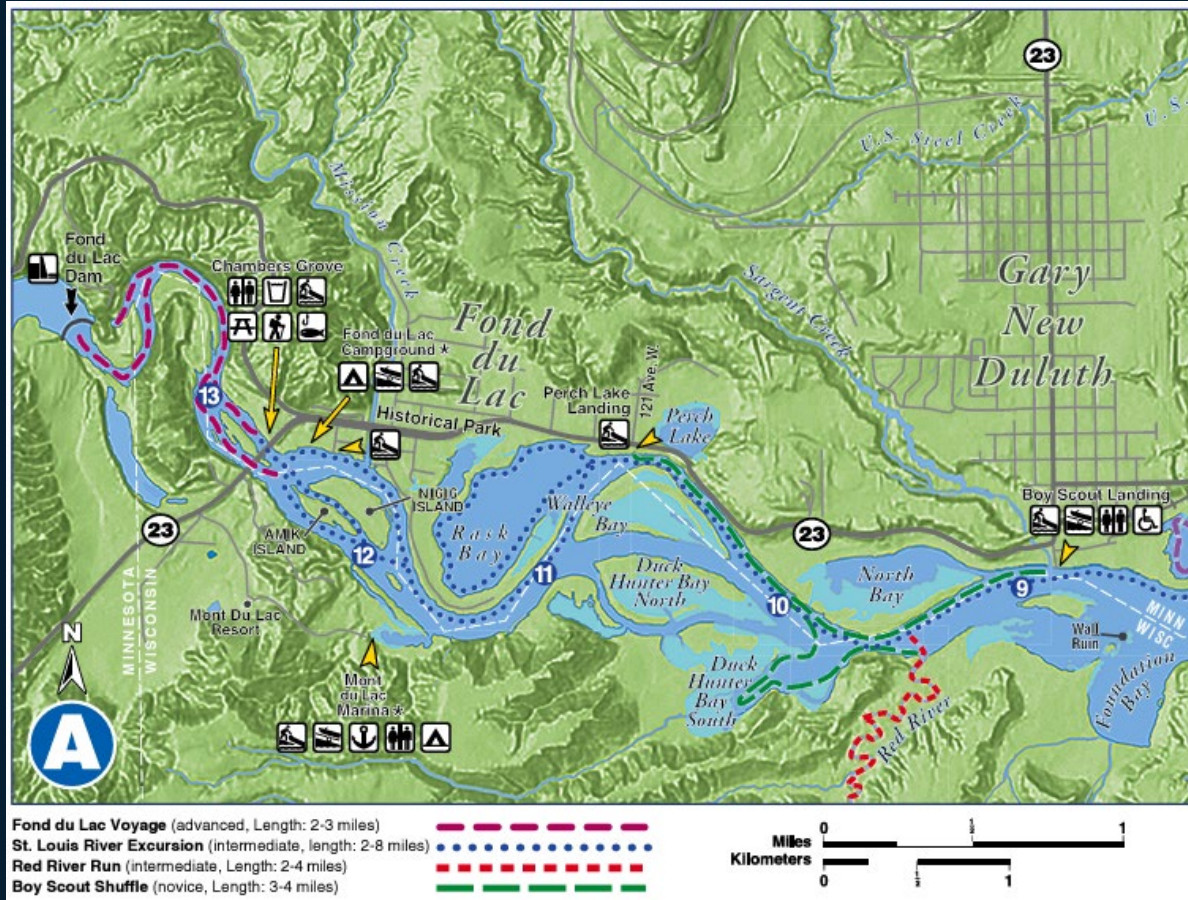 23
U.S. Steel Creek
U.S.
Mission Creek
Fond
du Lac
Dam
Chambers Grove
Fond du Lac
Campground *
Fond
du
Lac
Sargent Creek
Gary
New
Duluth
13
Historical Park
Perch Lake
Landing
121 Ave. W.
Perch
Lake
NIGIG
ISLAND
AMIK
ISLAND
23
12
Rask
Bay
Walleye
Bay
11
Duck
Hunter Bay
North
10
23
North
Bay
Boy Scout Landing
9
MINN
WISC
Wall
Ruin
Foundation
Bay
MINNESOTA
WISCONSIN
Mont Du Lac
Resort
N
A
Mont
du Lac
Marina *
Duck
Hunter
Bay
South
Red River
Fond du Lac Voyage (advanced, Length: 2-3 miles)
St. Louis River Excursion (intermediate, length: 2-8 miles)
Red River Run (intermediate, Length: 2-4 miles)
Boy Scout Shuffle (novice, Length: 3-4 miles)
Miles
0 ½ 1
Kilometers
0 ½ 1